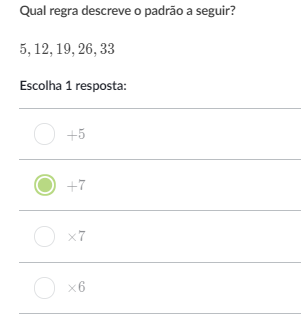 Qual regra descreve o padrão a seguir?
5, 12, 19, 26, 33
Escolha 1 resposta:
+5
+7
×7
×6